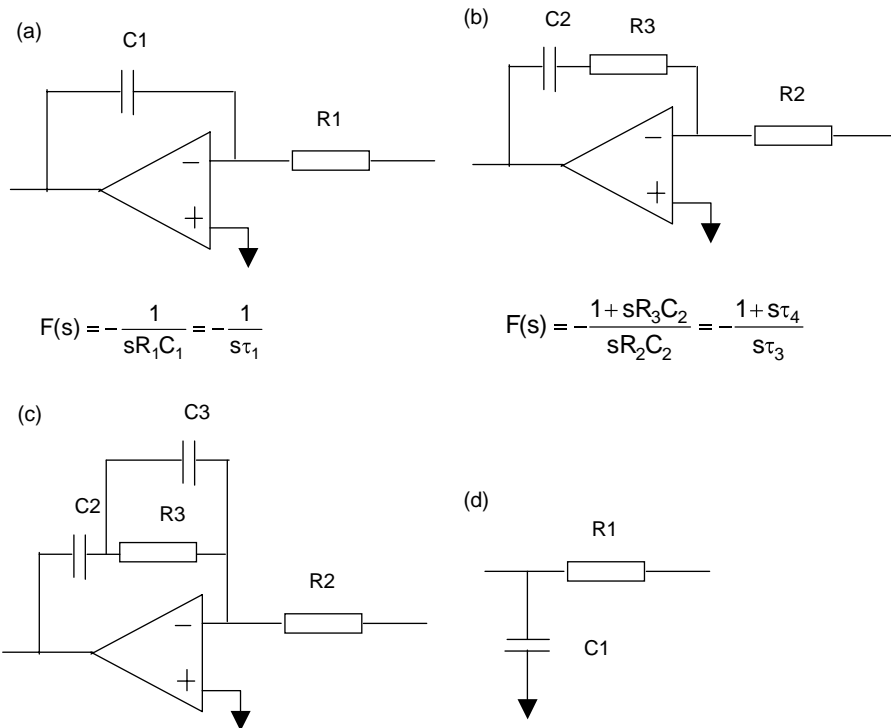 (a)
C1
R1
−
+
F(s) = − 1/(sR₁C₁) = − 1/(sτ₁)
(b)
C2
R3
R2
−
+
F(s) = − (1 + sR₃C₂)/(sR₂C₂) = − (1 + sτ₄)/(sτ₃)
(c)
C3
C2
R3
R2
−
+
(d)
R1
C1